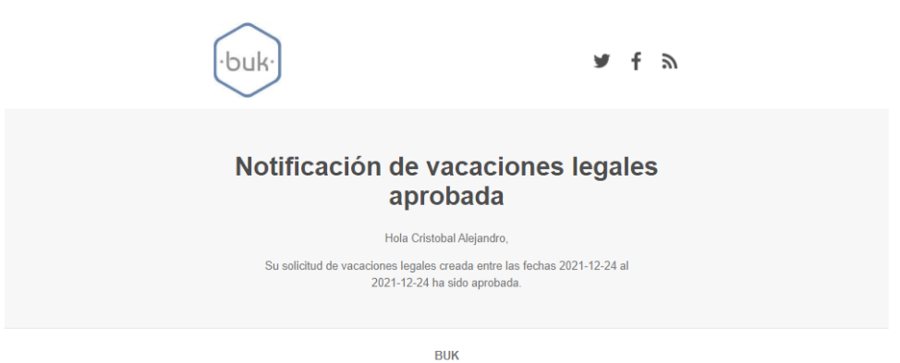 ·buk·
Notificación de vacaciones legales
aprobada
Hola Cristobal Alejandro,
Su solicitud de vacaciones legales creada entre las fechas 2021-12-24 al
2021-12-24 ha sido aprobada.
BUK